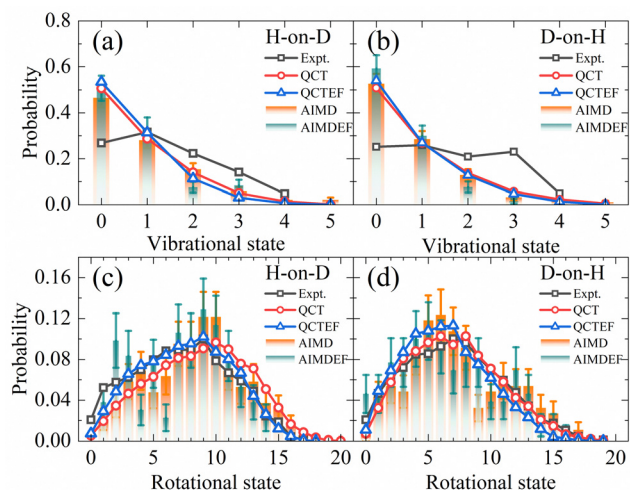 (a) H-on-D
Expt.
QCT
QCTEF
AIMD
AIMDEF
Probability
0.8
0.6
0.4
0.2
0.0
0 1 2 3 4 5
Vibrational state
(b) D-on-H
Expt.
QCT
QCTEF
AIMD
AIMDEF
0 1 2 3 4 5
Vibrational state
(c) H-on-D
Expt.
QCT
QCTEF
AIMD
AIMDEF
Probability
0.16
0.12
0.08
0.04
0.00
0 5 10 15 20
Rotational state
(d) D-on-H
Expt.
QCT
QCTEF
AIMD
AIMDEF
0 5 10 15 20
Rotational state